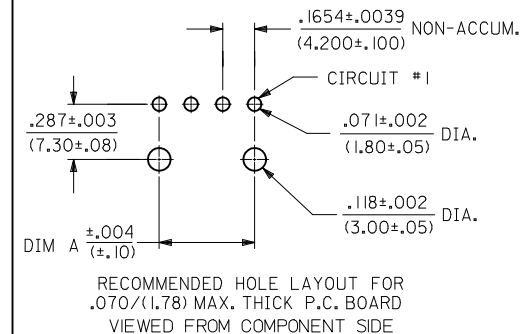 .1654±.0039
(4.200±.100) NON-ACCUM.
CIRCUIT #1
.287±.003
(7.30±.08)
.071±.002
(1.80±.05) DIA.
.118±.002
(3.00±.05) DIA.
DIM A ±.004
(±.10)
RECOMMENDED HOLE LAYOUT FOR
.070/(1.78) MAX. THICK P.C. BOARD
VIEWED FROM COMPONENT SIDE